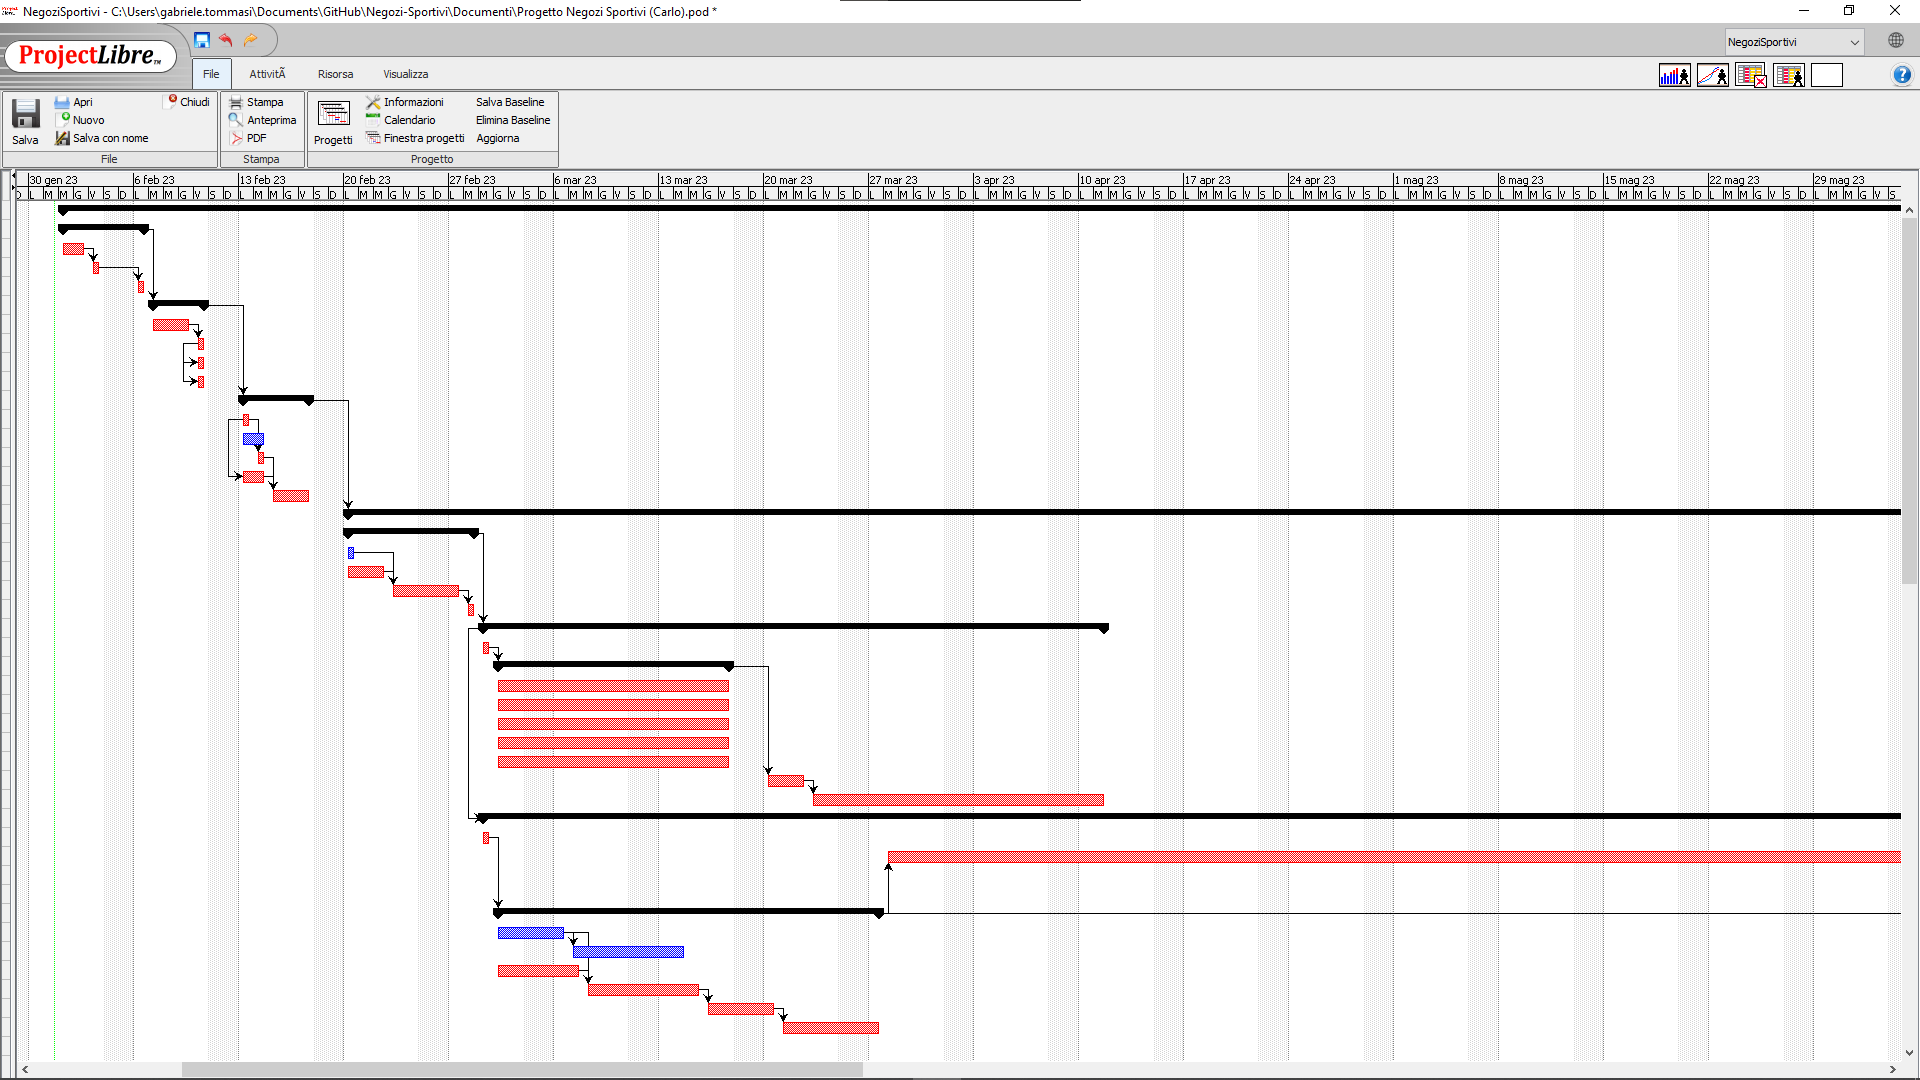 NegoziSportivi - C:\Users\gabriele.tommasi\Documents\GitHub\Negozi-Sportivi\Documenti\Progetto Negozi Sportivi (Carlo).pod *
ProjectLibre™
NegoziSportivi
File AttivitÃ Risorsa Visualizza
Salva
Apri
Nuovo
Salva con nome
Chiudi
File
Stampa
Anteprima
PDF
Stampa
Progetti
Informazioni
Calendario
Finestra progetti
Salva Baseline
Elimina Baseline
Aggiorna
Progetto
30 gen 23 6 feb 23 13 feb 23 20 feb 23 27 feb 23 6 mar 23 13 mar 23 20 mar 23 27 mar 23 3 apr 23 10 apr 23 17 apr 23 24 apr 23 1 mag 23 8 mag 23 15 mag 23 22 mag 23 29 mag 23
D L M M G V S D L M M G V S D L M M G V S D L M M G V S D L M M G V S D L M M G V S D L M M G V S D L M M G V S D L M M G V S D L M M G V S D L M M G V S D L M M G V S D L M M G V S D L M M G V S D L M M G V S D L M M G V S D L M M G V S D L M M G V S